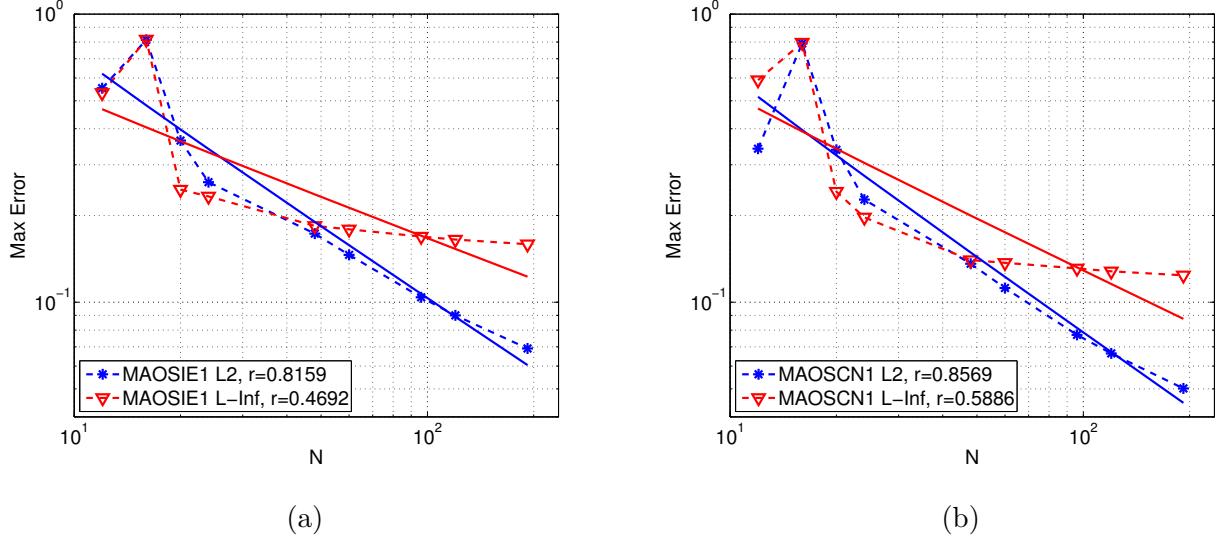 10^0
10^-1
Max Error
MAOSIE1 L2, r=0.8159
MAOSIE1 L-Inf, r=0.4692
10^1
10^2
N
(a)
10^0
10^-1
Max Error
MAOSCN1 L2, r=0.8569
MAOSCN1 L-Inf, r=0.5886
10^1
10^2
N
(b)